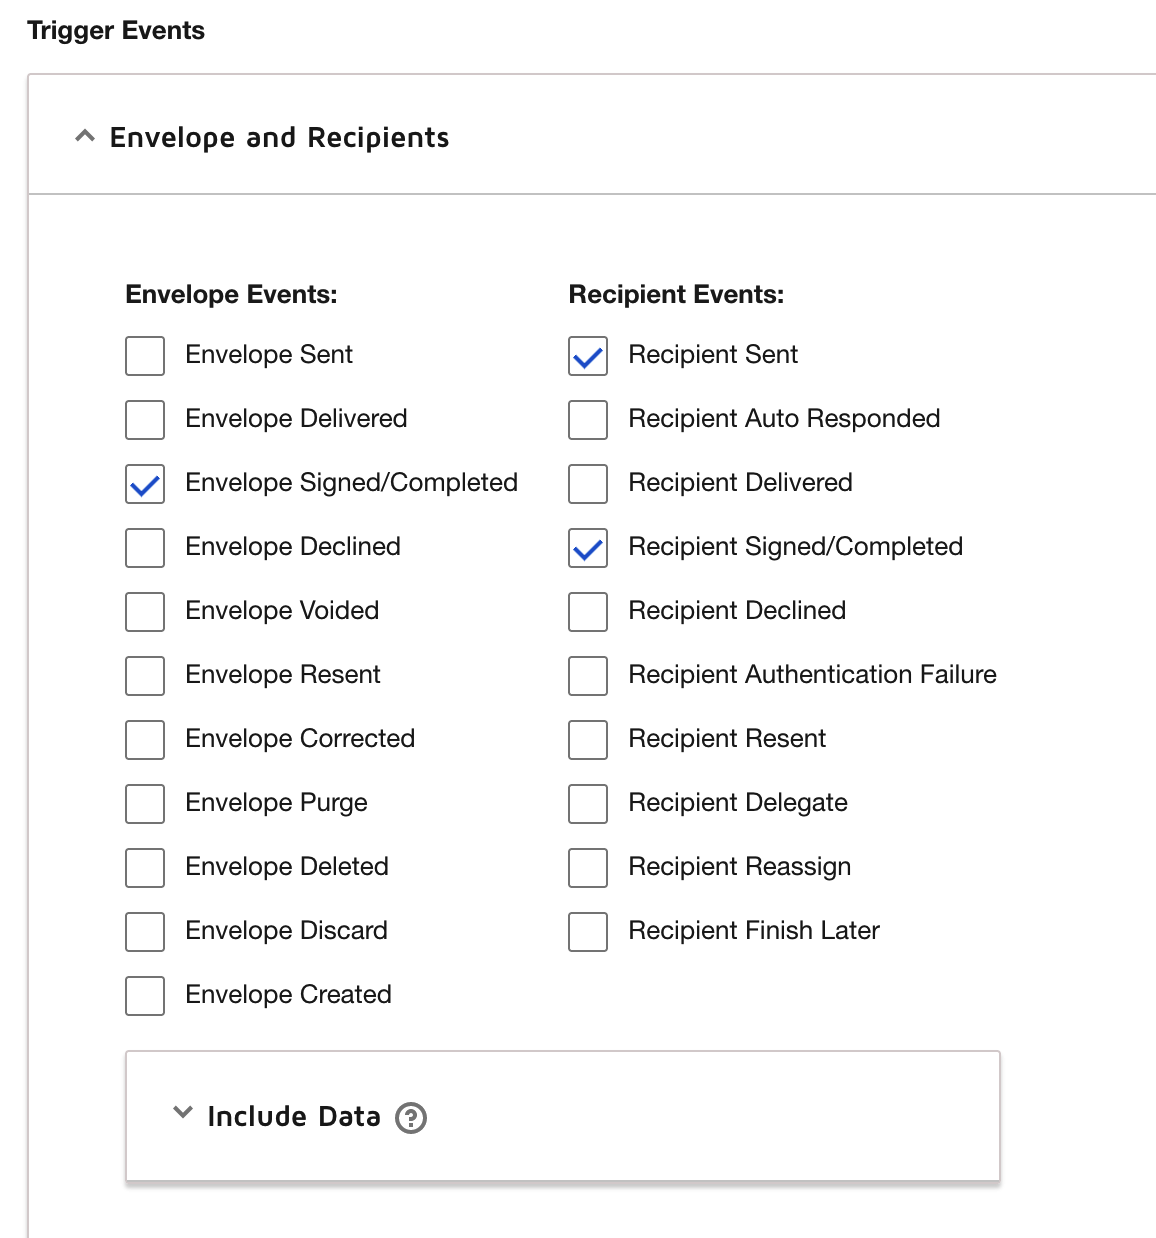 Trigger Events
Envelope and Recipients
Envelope Events:
Envelope Sent
Envelope Delivered
Envelope Signed/Completed
Envelope Declined
Envelope Voided
Envelope Resent
Envelope Corrected
Envelope Purge
Envelope Deleted
Envelope Discard
Envelope Created
Recipient Events:
Recipient Sent
Recipient Auto Responded
Recipient Delivered
Recipient Signed/Completed
Recipient Declined
Recipient Authentication Failure
Recipient Resent
Recipient Delegate
Recipient Reassign
Recipient Finish Later
Include Data ?